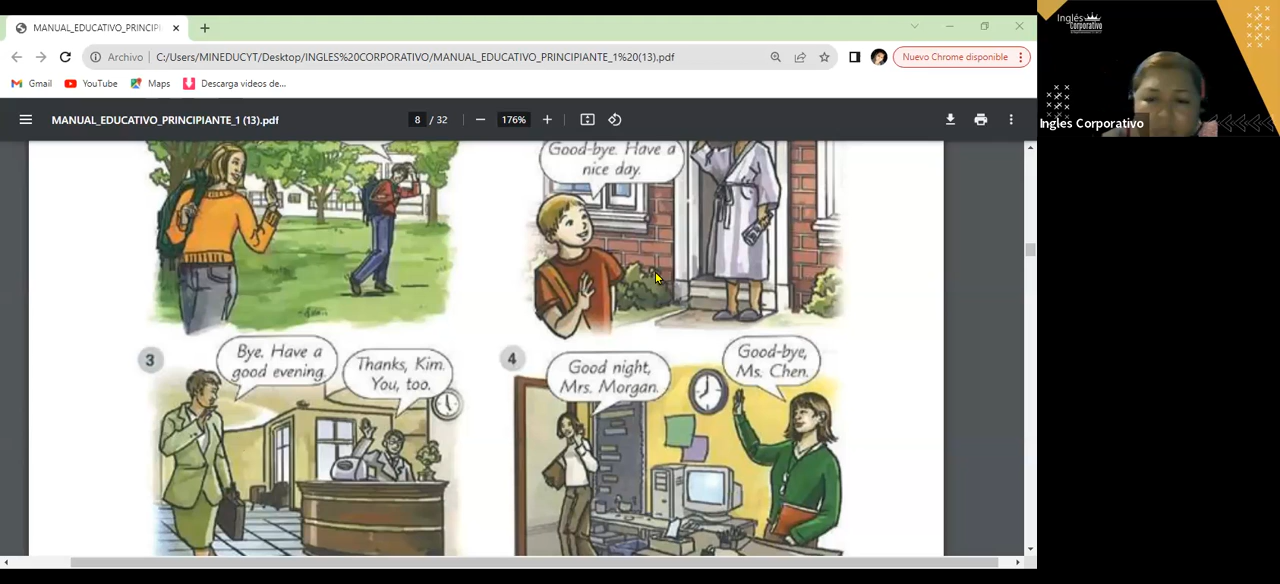 MANUAL_EDUCATIVO_PRINCIPI
Archivo
C:/Users/MINEDUCYT/Desktop/INGLES%20CORPORATIVO/MANUAL_EDUCATIVO_PRINCIPIANTE_1%20(13).pdf
Nuevo Chrome disponible
Gmail
YouTube
Maps
Descarga videos de...
MANUAL_EDUCATIVO_PRINCIPIANTE_1 (13).pdf
8 / 32
176%
Good-bye. Have a
nice day.
3
Bye. Have a
good evening.
Thanks, Kim.
You, too.
4
Good night,
Mrs. Morgan.
Good-bye,
Ms. Chen.
Inglés
Corporativo
Ingles Corporativo